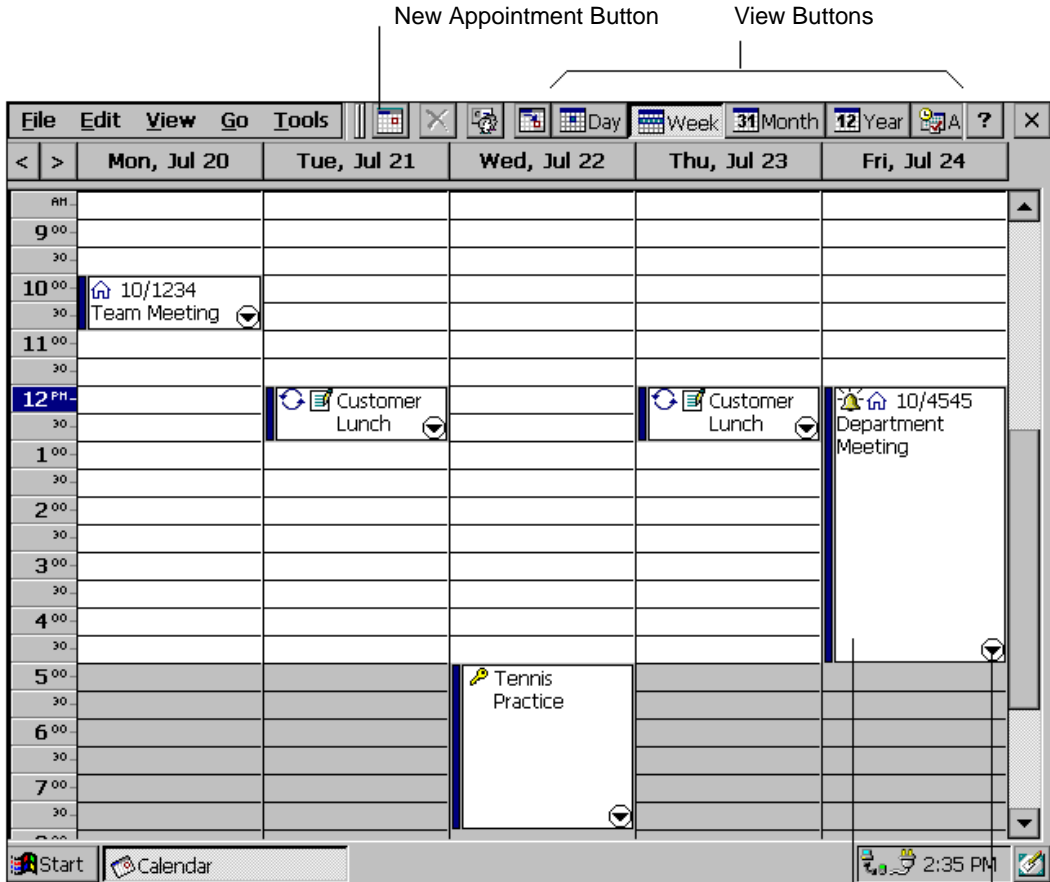 New Appointment Button View Buttons
File Edit View Go Tools Day Week 31 Month 12 Year A ? ×
< > Mon, Jul 20 Tue, Jul 21 Wed, Jul 22 Thu, Jul 23 Fri, Jul 24
AM
9 00
30
10 00
30
11 00
30
12 PM
30
1 00
30
2 00
30
3 00
30
4 00
30
5 00
30
6 00
30
7 00
30
10/1234
Team Meeting
Customer
Lunch
Tennis
Practice
Customer
Lunch
10/4545
Department
Meeting
Start Calendar 2:35 PM